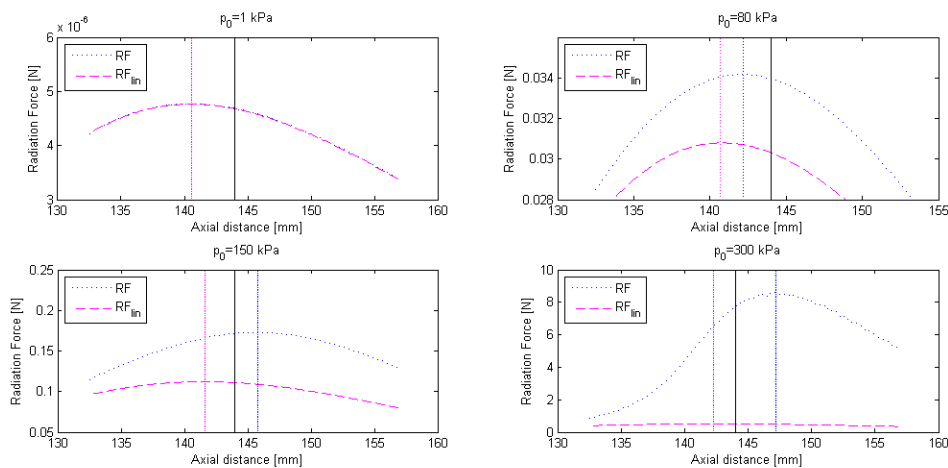 p0=1 kPa
x 10-6
6
5
4
3
130 135 140 145 150 155 160
Radiation Force [N]
Axial distance [mm]
RF
RFlin
p0=80 kPa
0.034
0.032
0.03
0.028
130 135 140 145 150 155
Radiation Force [N]
Axial distance [mm]
RF
RFlin
p0=150 kPa
0.25
0.2
0.15
0.1
0.05
130 135 140 145 150 155 160
Radiation Force [N]
Axial distance [mm]
RF
RFlin
p0=300 kPa
10
8
6
4
2
0
130 135 140 145 150 155 160
Radiation Force [N]
Axial distance [mm]
RF
RFlin